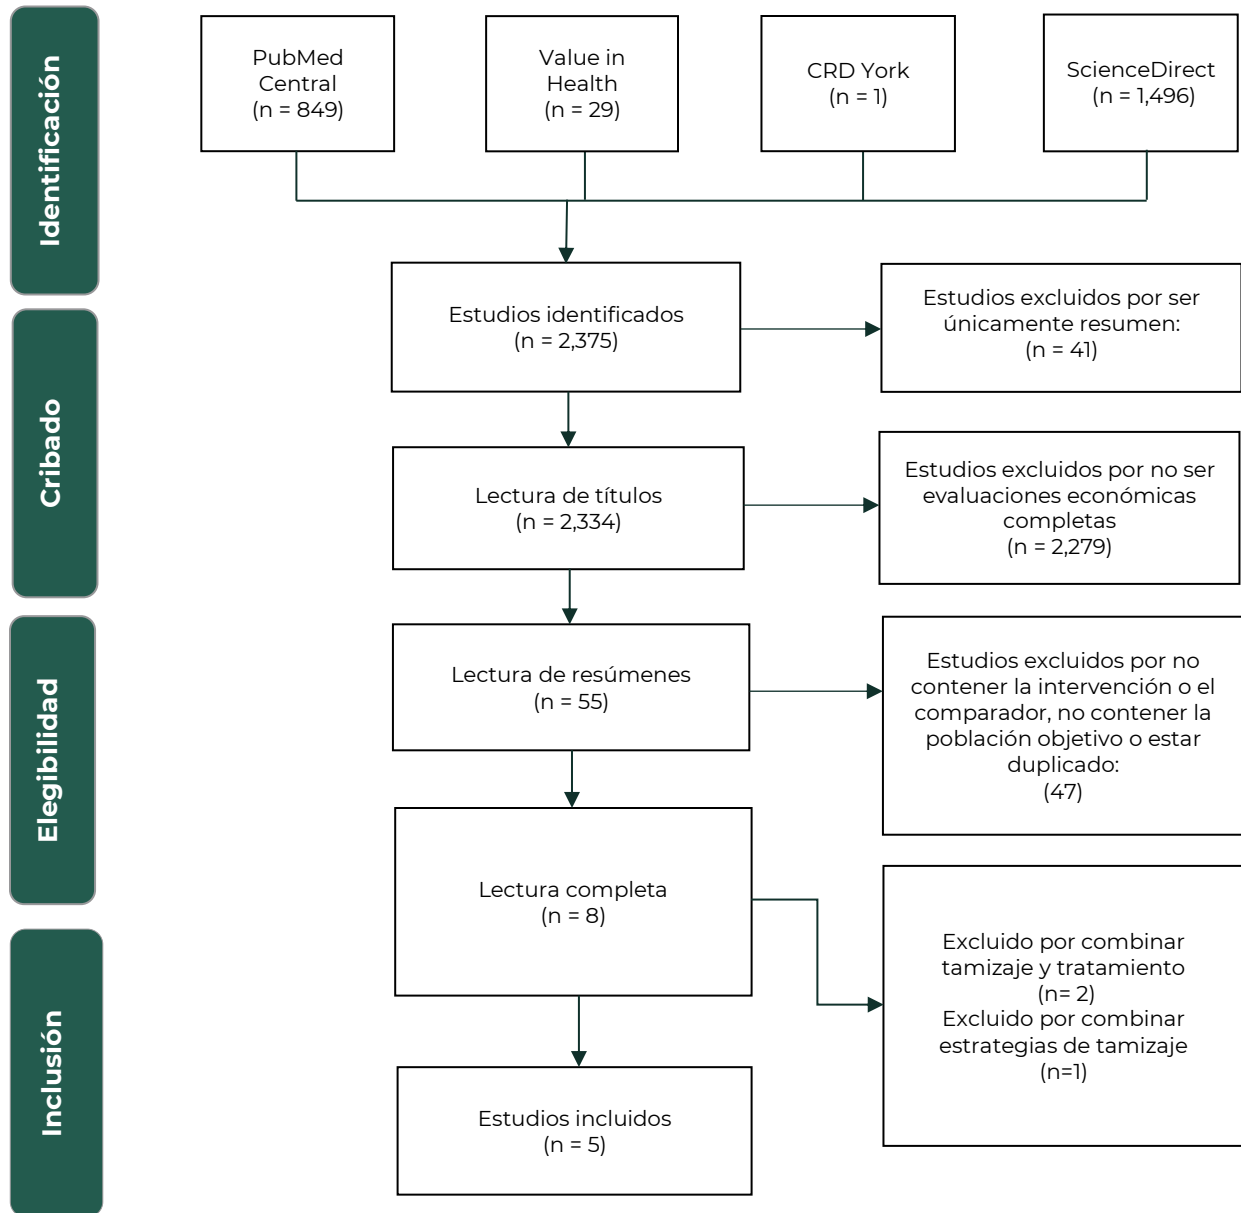 Identificación
PubMed
Central
(n = 849)
Value in
Health
(n = 29)
CRD York
(n = 1)
ScienceDirect
(n = 1,496)
Estudios identificados
(n = 2,375)
Estudios excluidos por ser
únicamente resumen:
(n = 41)
Cribado
Lectura de títulos
(n = 2,334)
Estudios excluidos por no ser
evaluaciones económicas
completas
(n = 2,279)
Elegibilidad
Lectura de resúmenes
(n = 55)
Estudios excluidos por no
contener la intervención o el
comparador, no contener la
población objetivo o estar
duplicado:
(47)
Lectura completa
(n = 8)
Excluido por combinar
tamizaje y tratamiento
(n= 2)
Excluido por combinar
estrategias de tamizaje
(n=1)
Inclusión
Estudios incluidos
(n = 5)